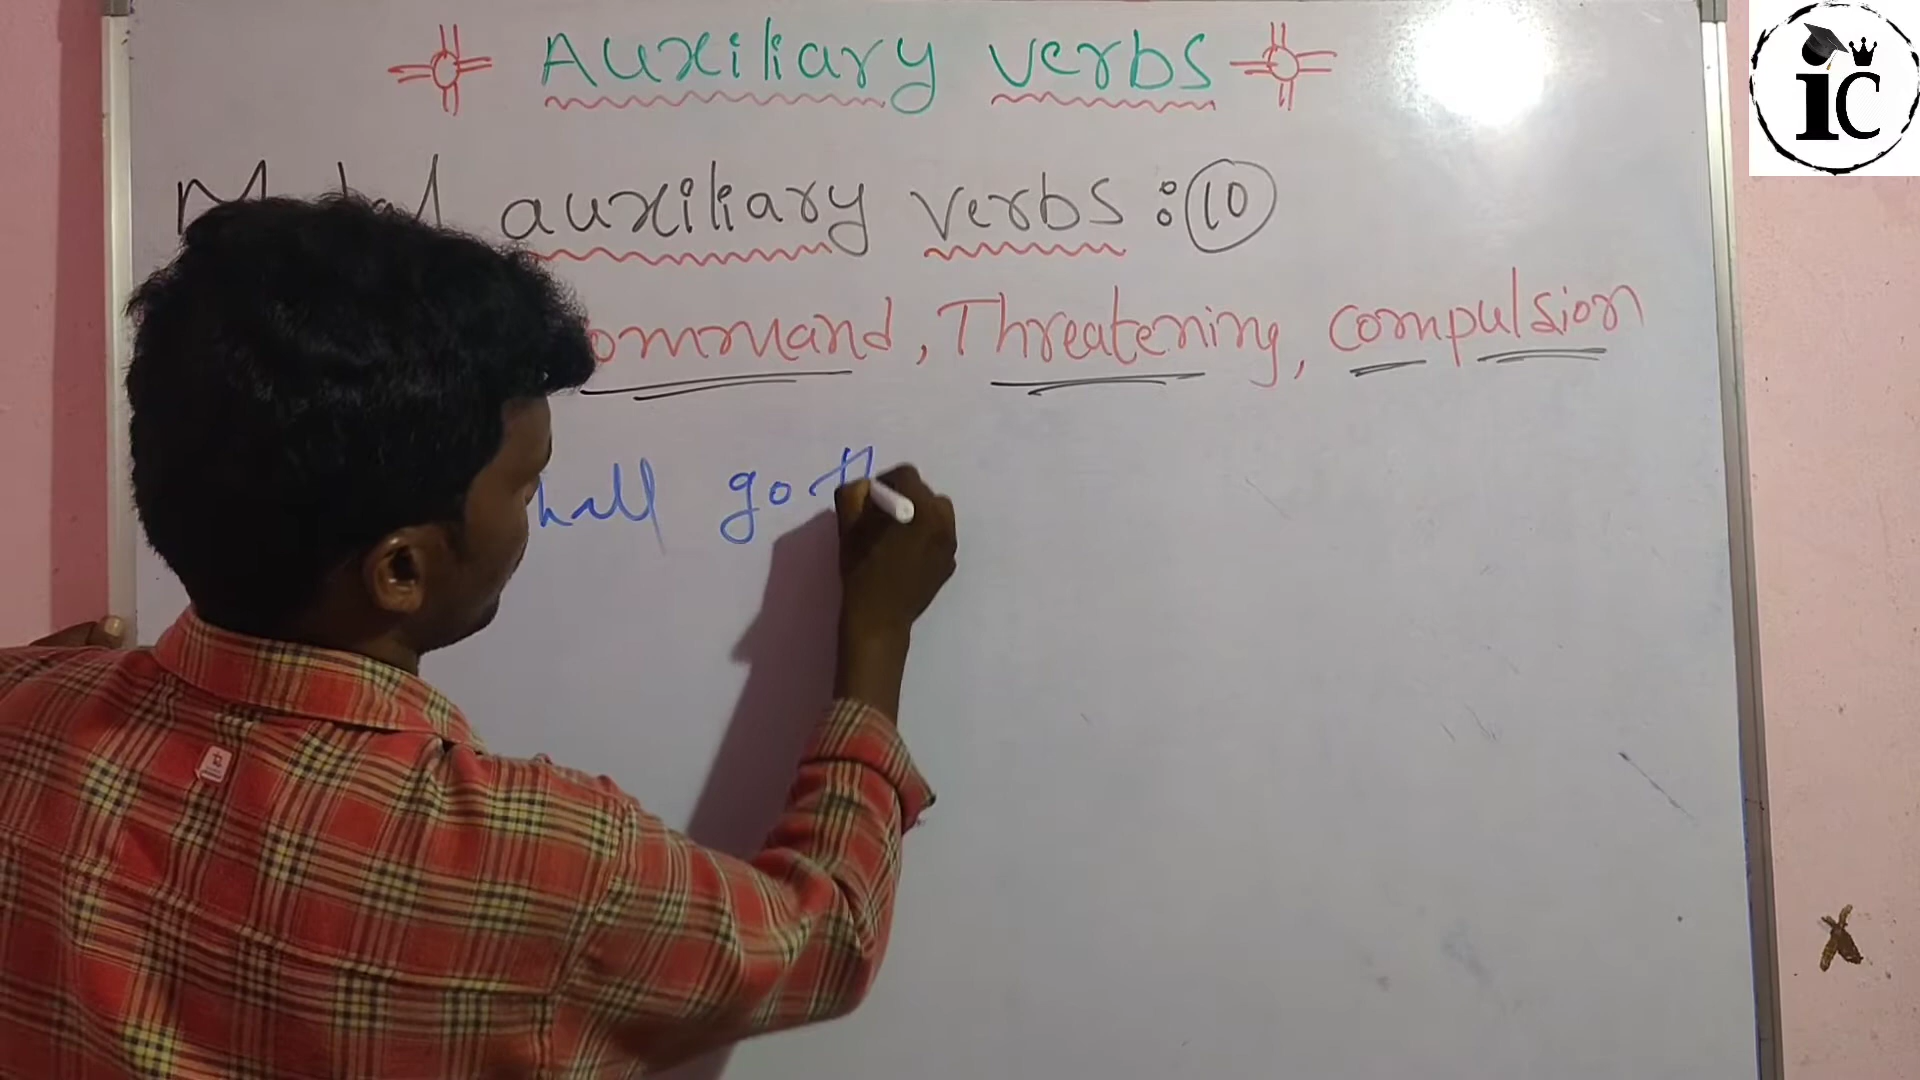 Auxiliary verbs
iC
auxiliary verbs : 10
ommand, Threatening, compulsion
hall go